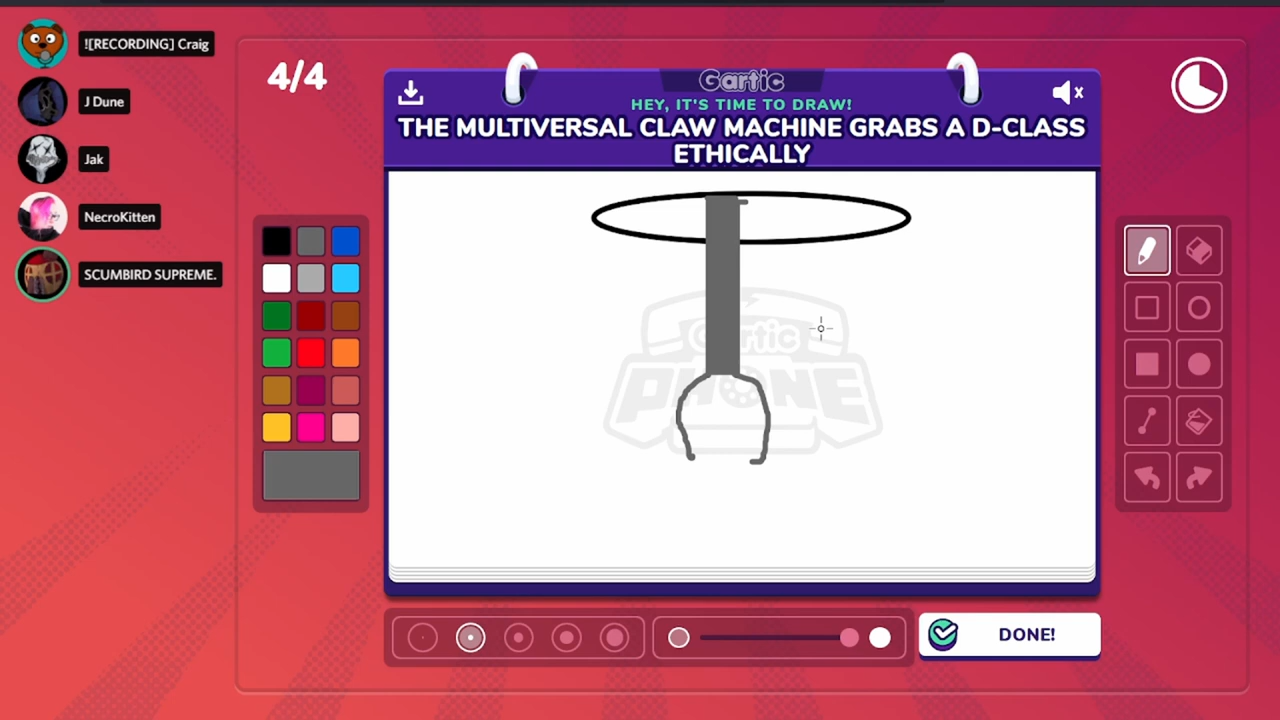 ![RECORDING] Craig
J Dune
Jak
NecroKitten
SCUMBIRD SUPREME.
4/4
Gartic
HEY, IT'S TIME TO DRAW!
THE MULTIVERSAL CLAW MACHINE GRABS A D-CLASS
ETHICALLY
Gartic
PHONE
DONE!